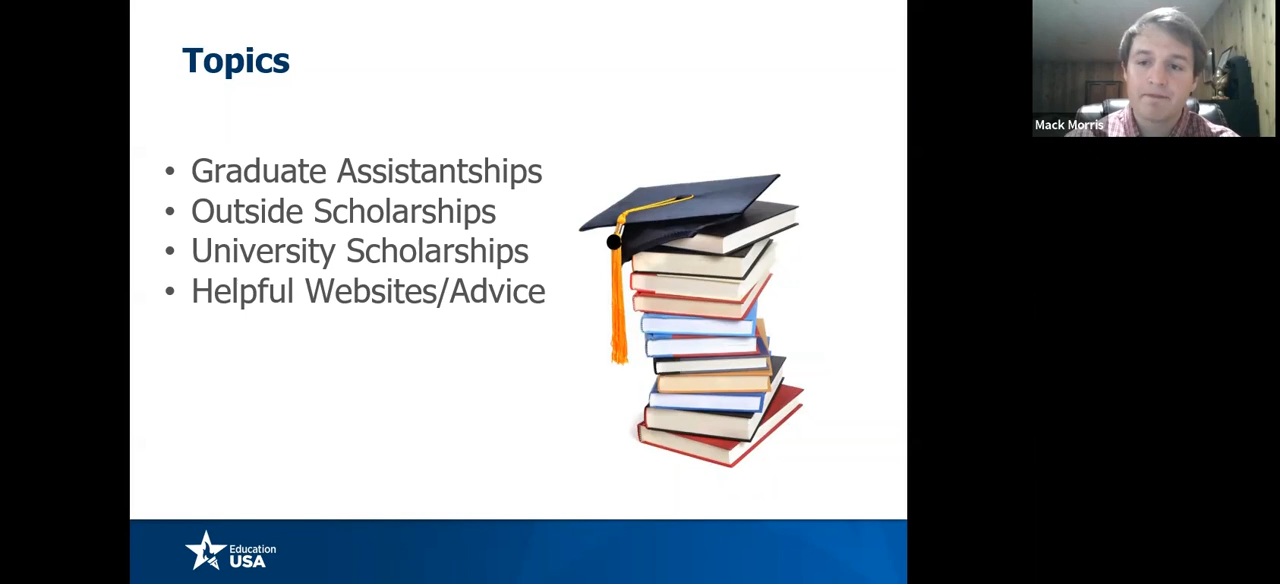 Topics
• Graduate Assistantships
• Outside Scholarships
• University Scholarships
• Helpful Websites/Advice
Education
USA
Mack Morris